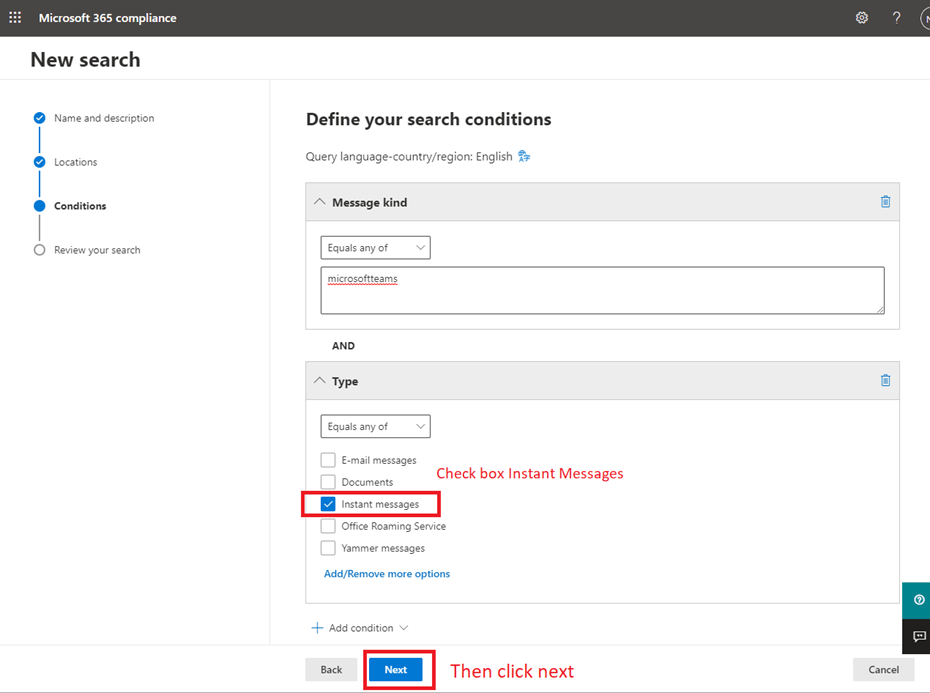 Microsoft 365 compliance
?
N
New search
Name and description
Locations
Conditions
Review your search
Define your search conditions
Query language-country/region: English
Message kind
Equals any of
microsoftteams
AND
Type
Equals any of
E-mail messages
Documents
Check box Instant Messages
Instant messages
Office Roaming Service
Yammer messages
Add/Remove more options
Add condition
Back
Next
Then click next
Cancel